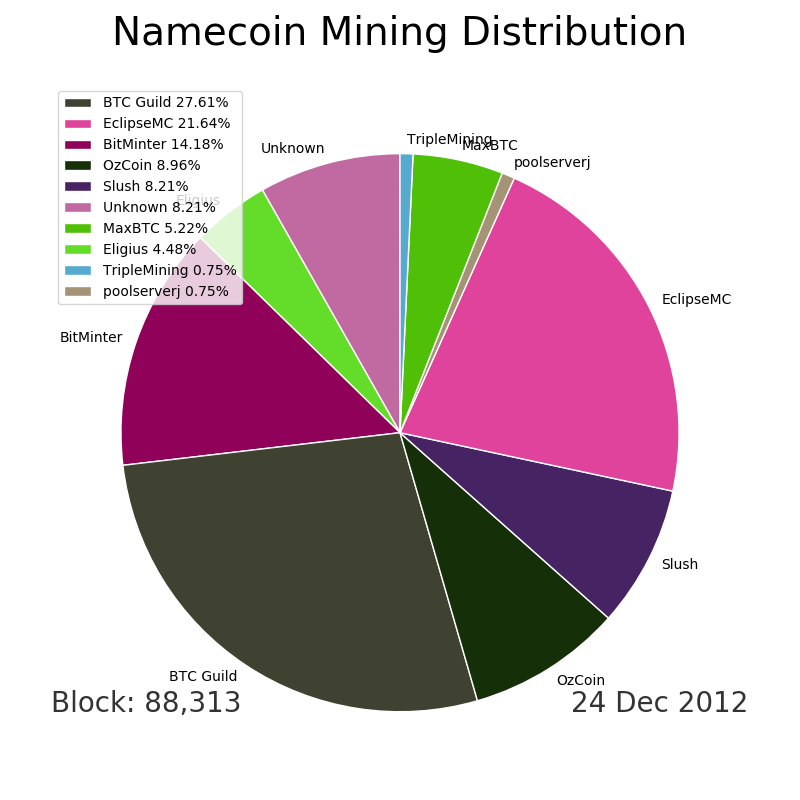 Namecoin Mining Distribution
BTC Guild 27.61%
EclipseMC 21.64%
BitMinter 14.18%
OzCoin 8.96%
Slush 8.21%
Unknown 8.21%
MaxBTC 5.22%
Eligius 4.48%
TripleMining 0.75%
poolserverj 0.75%
TripleMining
MaxBTC
poolserverj
Unknown
Eligius
EclipseMC
BitMinter
Slush
BTC Guild
OzCoin
Block: 88,313
24 Dec 2012